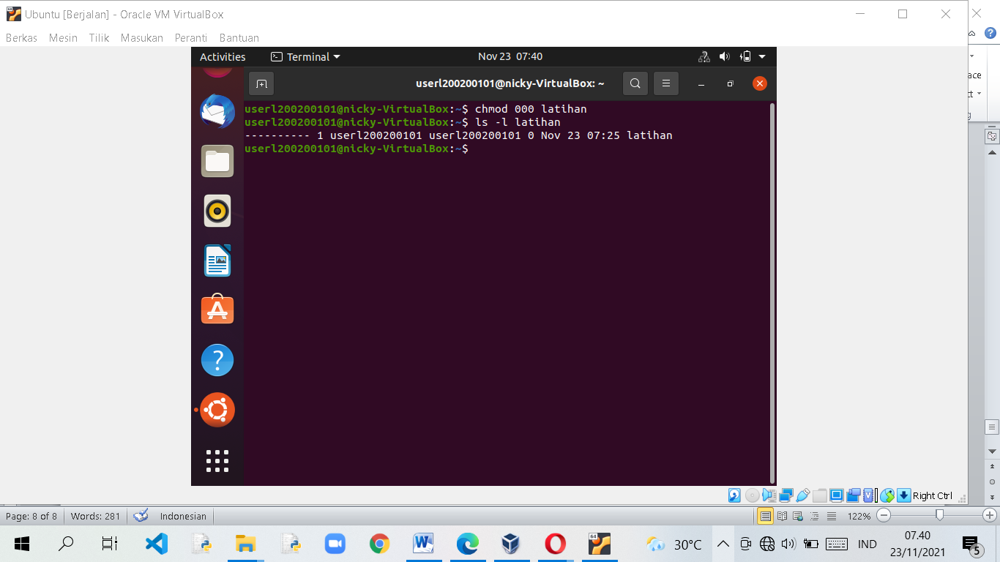 Ubuntu [Berjalan] - Oracle VM VirtualBox
Berkas Mesin Tilik Masukan Peranti Bantuan
Activities Terminal Nov 23 07:40
userl200200101@nicky-VirtualBox: ~
userl200200101@nicky-VirtualBox:~$ chmod 000 latihan
userl200200101@nicky-VirtualBox:~$ ls -l latihan
---------- 1 userl200200101 userl200200101 0 Nov 23 07:25 latihan
userl200200101@nicky-VirtualBox:~$
Right Ctrl
Page: 8 of 8 Words: 281 Indonesian 122%
30°C IND 07.40
23/11/2021 5